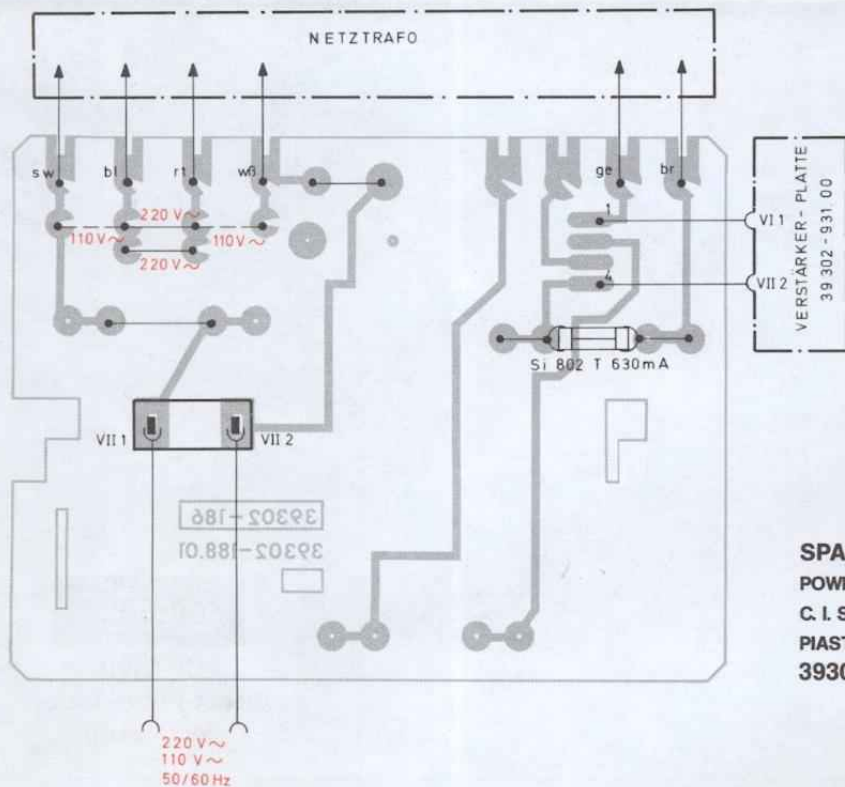 NETZTRAFO
sw bl rt wß ge br
220 V~
110 V~ 110 V~
220 V~
1
4
VI 1
VII 2
VERSTÄRKER - PLATTE
39 302 - 931. 00
Si 802 T 630mA
VII 1 VII 2
39302-186
39302-188.01
SPA
POW
C. I. S
PIAST
3930
220 V~
110 V~
50/60 Hz